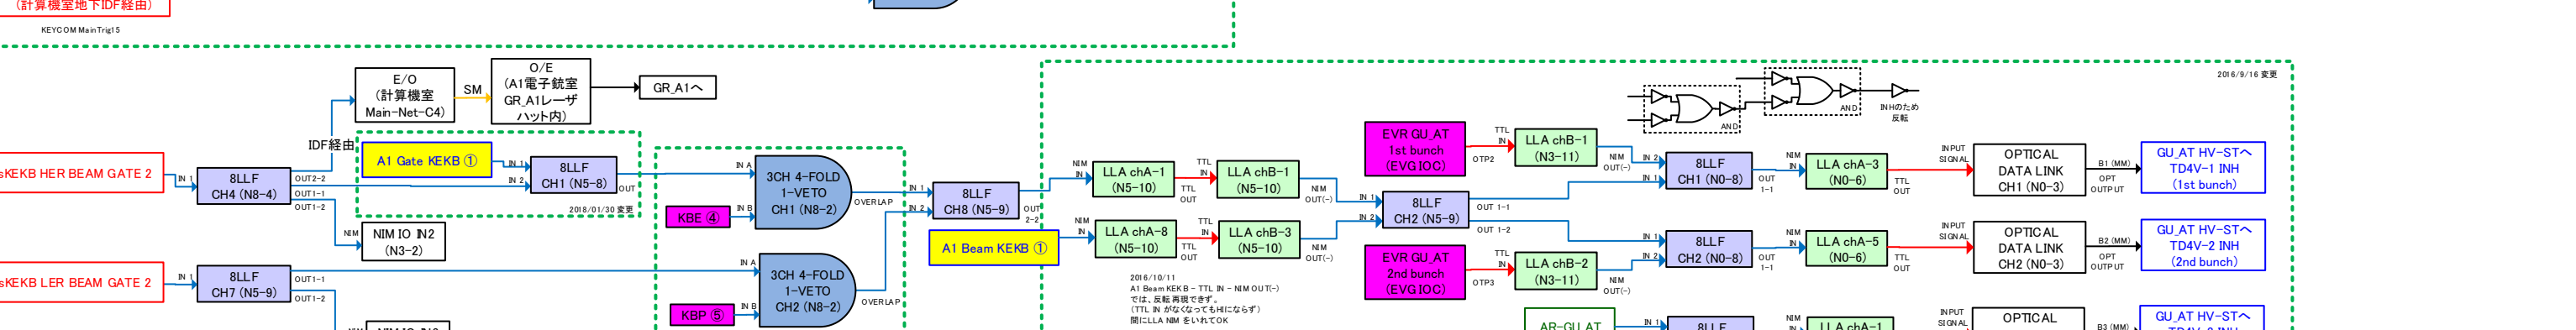 (計算機室地下IDF経由)
KEYCOM MainTrig15
E/O
(計算機室
Main-Net-C4)
SM
O/E
(A1電子銃室
GR_A1レーザ
ハット内)
GR_A1へ
IDF経由
A1 Gate KEKB ①
IN 1
IN 2
8LLF
CH1 (N5-8)
OUT
2018/01/30 変更
sKEKB HER BEAM GATE 2
IN 1
8LLF
CH4 (N8-4)
OUT2-2
OUT1-1
OUT1-2
NIM
NIM IO IN2
(N3-2)
sKEKB LER BEAM GATE 2
IN 1
8LLF
CH7 (N5-9)
OUT1-1
OUT1-2
IN A
3CH 4-FOLD
1-VETO
CH1 (N8-2)
OVERLAP
KBE ④
IN B
IN A
3CH 4-FOLD
1-VETO
CH2 (N8-2)
OVERLAP
KBP ⑤
IN B
IN 1
IN 2
8LLF
CH8 (N5-9)
OUT
2-2
A1 Beam KEKB ①
2016/9/16 変更
NIM
IN
LLA chA-1
(N5-10)
TTL
OUT
TTL
IN
LLA chB-1
(N5-10)
NIM
OUT(-)
NIM
IN
LLA chA-8
(N5-10)
TTL
OUT
TTL
IN
LLA chB-3
(N5-10)
NIM
OUT(-)
2016/10/11
A1 Beam KEKB - TTL IN - NIM OUT(-)
では、反転再現できず。
(TTL IN がなくなってもHIにならず)
間にLLA NIM をいれてOK
IN 1
IN 2
8LLF
CH2 (N5-9)
OUT 1-1
OUT 1-2
EVR GU_AT
1st bunch
(EVG IOC)
OTP2
TTL
IN
LLA chB-1
(N3-11)
NIM
OUT(-)
EVR GU_AT
2nd bunch
(EVG IOC)
OTP3
TTL
IN
LLA chB-2
(N3-11)
NIM
OUT(-)
AND
AND
INHのため
反転
IN 2
IN 1
8LLF
CH1 (N0-8)
OUT
1-1
NIM
IN
LLA chA-3
(N0-6)
TTL
OUT
INPUT
SIGNAL
OPTICAL
DATA LINK
CH1 (N0-3)
B1 (MM)
OPT
OUTPUT
GU_AT HV-STへ
TD4V-1 INH
(1st bunch)
IN 1
IN 2
8LLF
CH2 (N0-8)
OUT
1-1
NIM
IN
LLA chA-5
(N0-6)
TTL
OUT
INPUT
SIGNAL
OPTICAL
DATA LINK
CH2 (N0-3)
B2 (MM)
OPT
OUTPUT
GU_AT HV-STへ
TD4V-2 INH
(2nd bunch)
AR-GU_AT
IN 1
8LLF
NIM
IN
LLA chA-1
INPUT
SIGNAL
OPTICAL
B3 (MM)
GU_AT HV-STへ